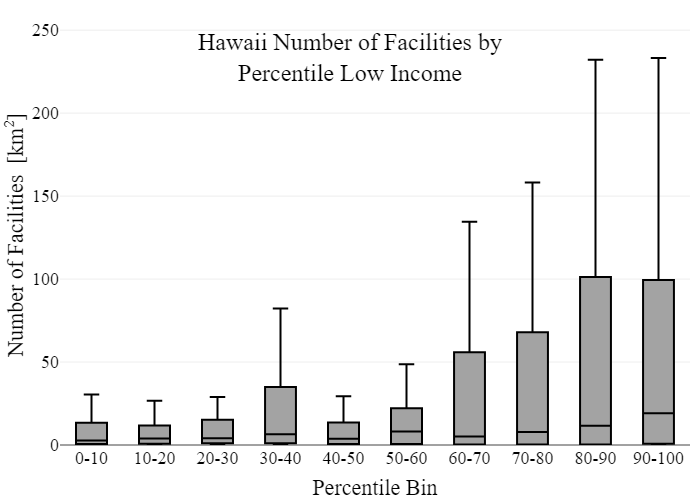 Hawaii Number of Facilities by
Percentile Low Income
Number of Facilities [km²]
250
200
150
100
50
0
0-10 10-20 20-30 30-40 40-50 50-60 60-70 70-80 80-90 90-100
Percentile Bin